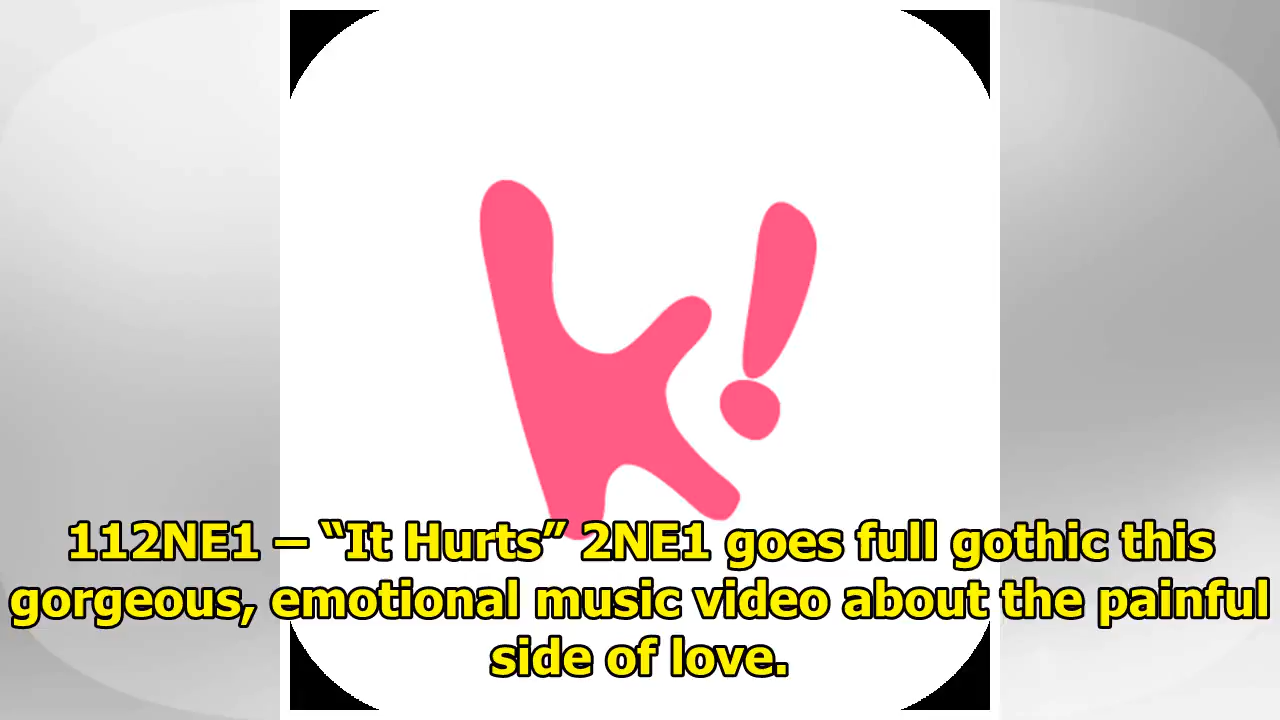 k!
112NE1 – “It Hurts” 2NE1 goes full gothic this
gorgeous, emotional music video about the painful
side of love.